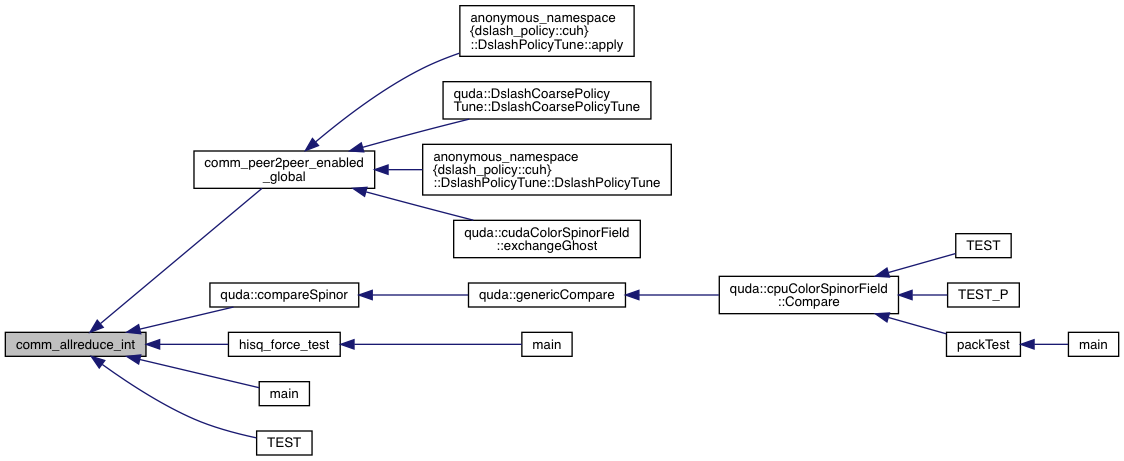 anonymous_namespace
{dslash_policy::cuh}
::DslashPolicyTune::apply
quda::DslashCoarsePolicy
Tune::DslashCoarsePolicyTune
comm_peer2peer_enabled
_global
anonymous_namespace
{dslash_policy::cuh}
::DslashPolicyTune::DslashPolicyTune
quda::cudaColorSpinorField
::exchangeGhost
TEST
quda::compareSpinor
quda::genericCompare
quda::cpuColorSpinorField
::Compare
TEST_P
comm_allreduce_int
hisq_force_test
main
packTest
main
main
TEST